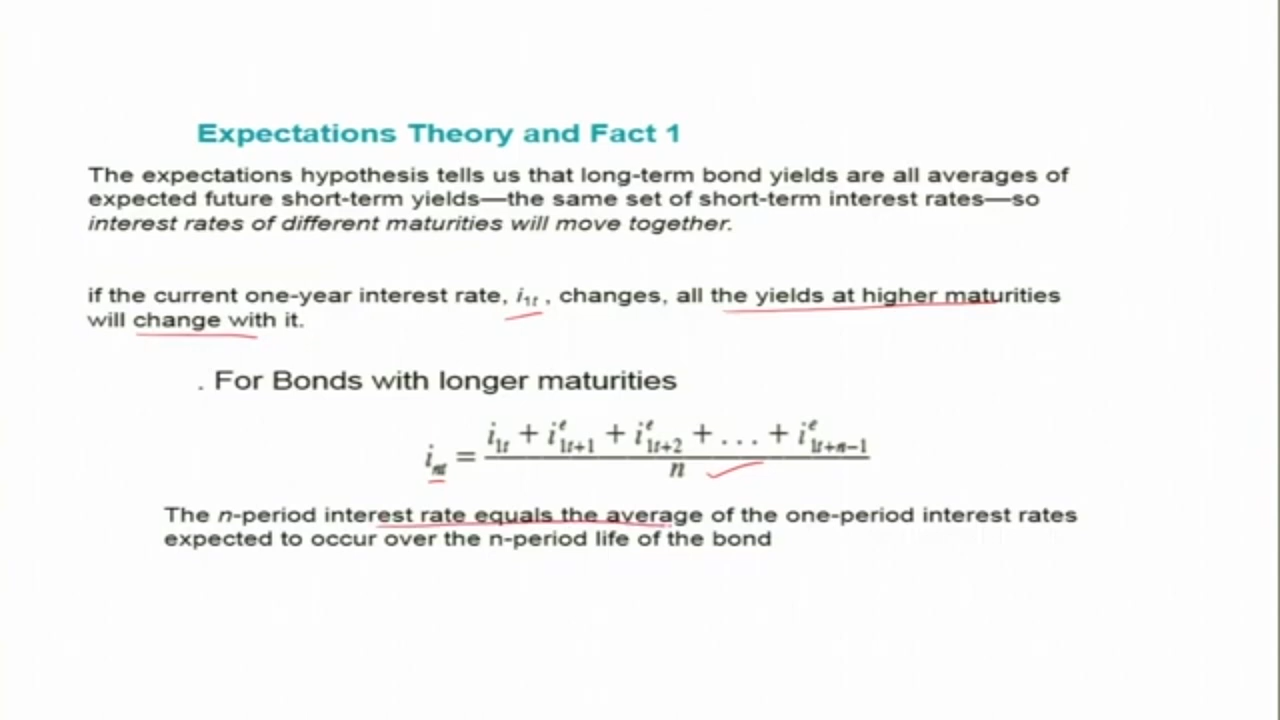 Expectations Theory and Fact 1
The expectations hypothesis tells us that long-term bond yields are all averages of
expected future short-term yields—the same set of short-term interest rates—so
interest rates of different maturities will move together.
if the current one-year interest rate, i₁ₜ , changes, all the yields at higher maturities
will change with it.
. For Bonds with longer maturities
iₙₜ = (i₁ₜ + iᵉ₁ₜ₊₁ + iᵉ₁ₜ₊₂ + . . . + iᵉ₁ₜ₊ₙ₋₁) / n
The n-period interest rate equals the average of the one-period interest rates
expected to occur over the n-period life of the bond